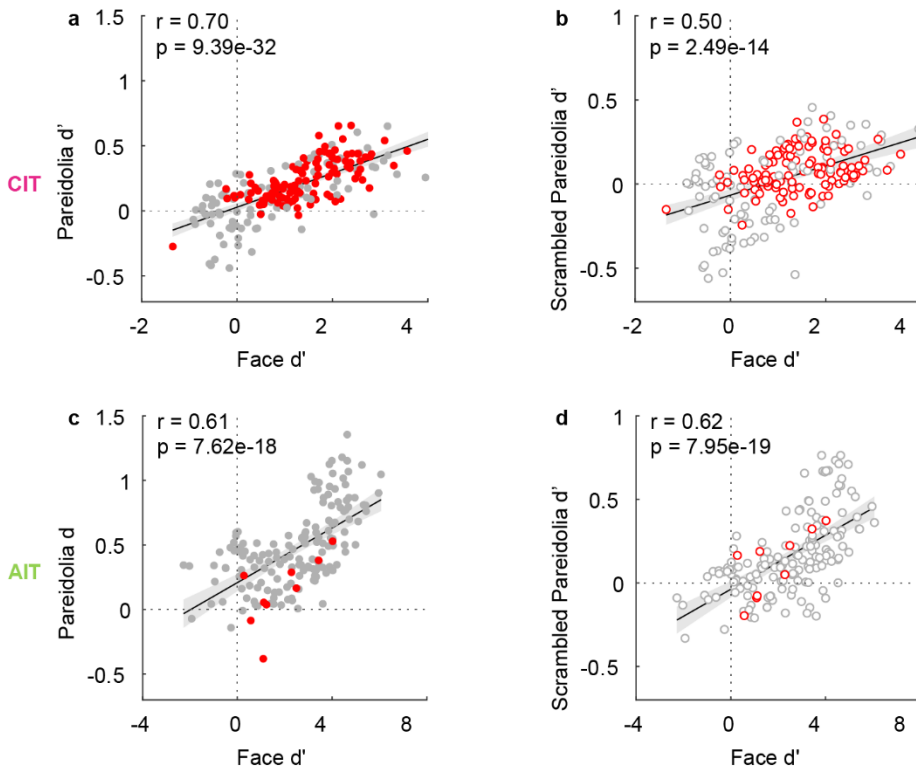 a
r = 0.70
p = 9.39e-32
1.5
1
0.5
0
-0.5
-2
0
2
4
Pareidolia d'
Face d'
CIT
b
r = 0.50
p = 2.49e-14
1
0.5
0
-0.5
-2
0
2
4
Scrambled Pareidolia d'
Face d'
c
r = 0.61
p = 7.62e-18
1.5
1
0.5
0
-0.5
-4
0
4
8
Pareidolia d
Face d'
AIT
d
r = 0.62
p = 7.95e-19
1
0.5
0
-0.5
-4
0
4
8
Scrambled Pareidolia d'
Face d'